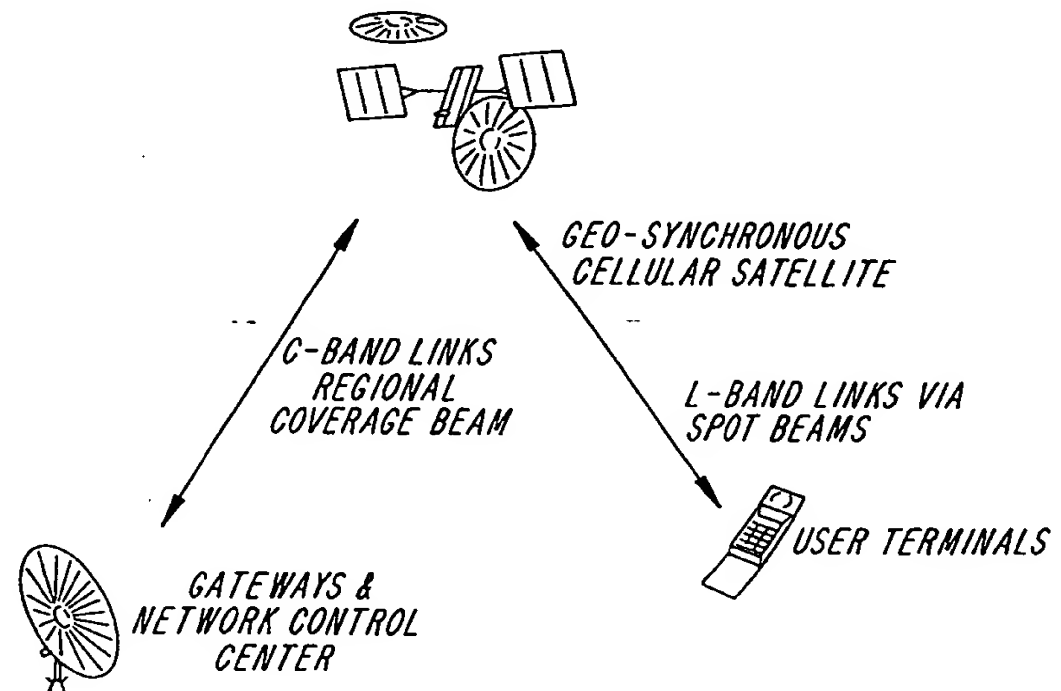 GEO-SYNCHRONOUS
CELLULAR SATELLITE
C-BAND LINKS
REGIONAL
COVERAGE BEAM
L-BAND LINKS VIA
SPOT BEAMS
USER TERMINALS
GATEWAYS &
NETWORK CONTROL
CENTER